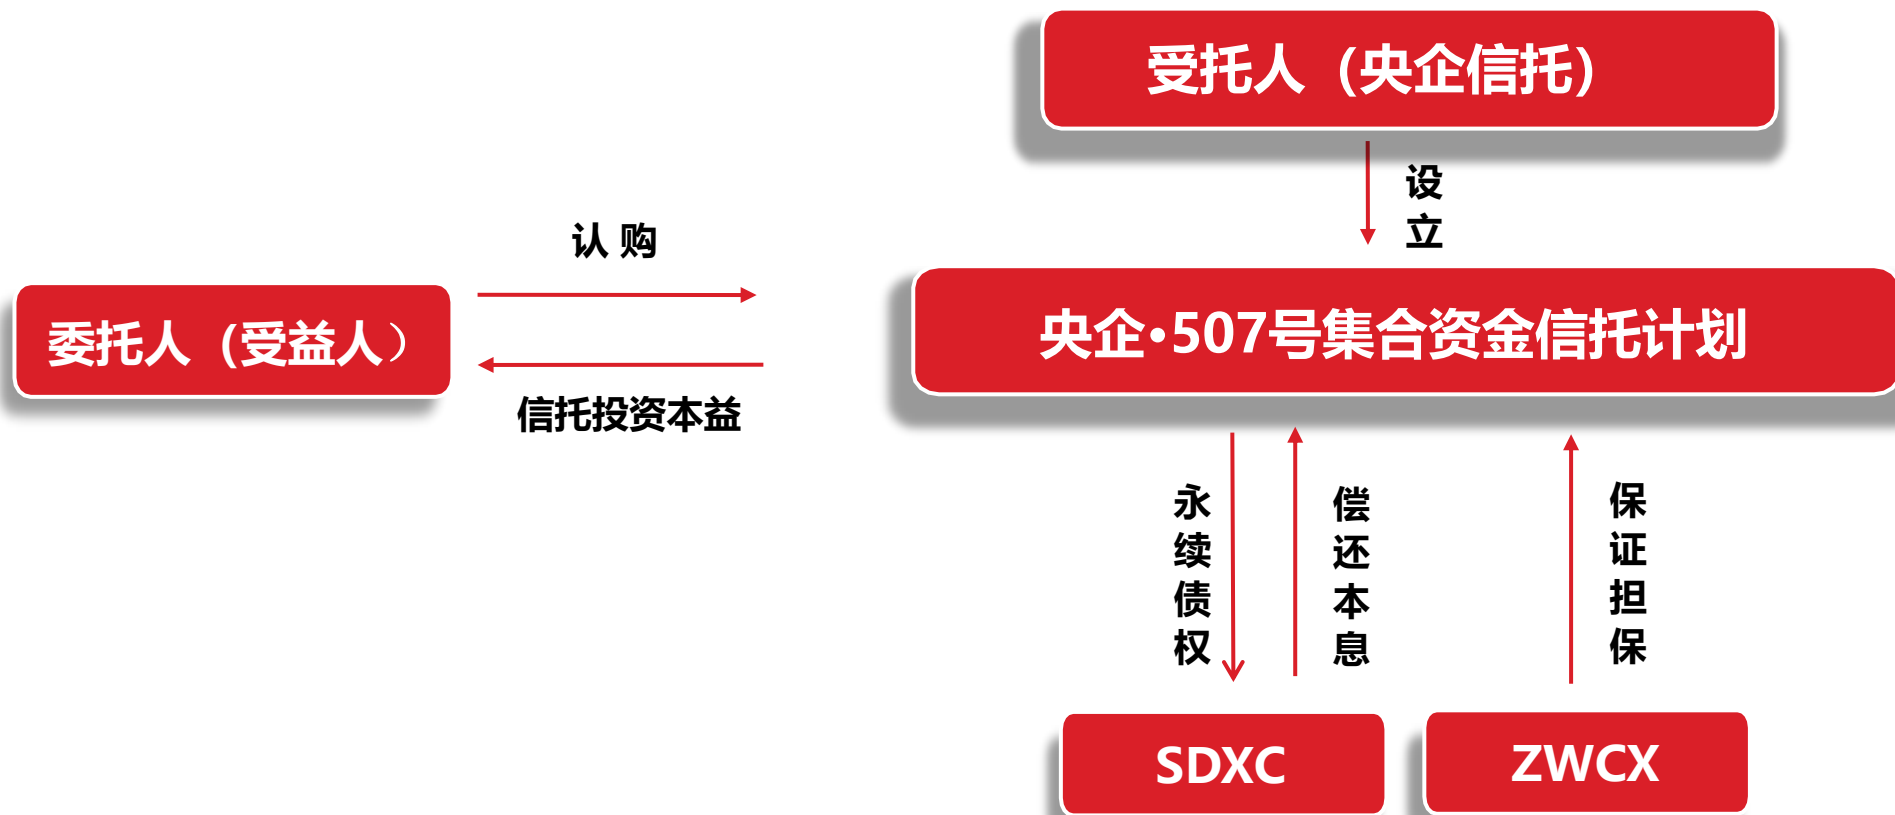 受托人（央企信托）
设立
认 购
委托人（受益人）
央企•507号集合资金信托计划
信托投资本益
永续债权
偿还本息
保证担保
SDXC
ZWCX